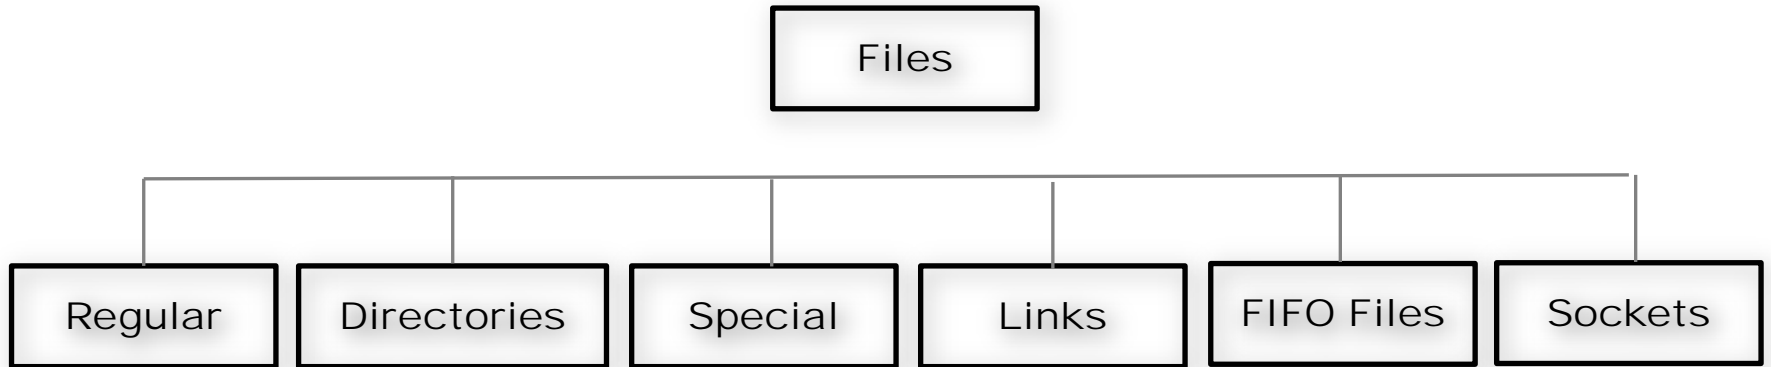 Files
Regular
Directories
Special
Links
FIFO Files
Sockets